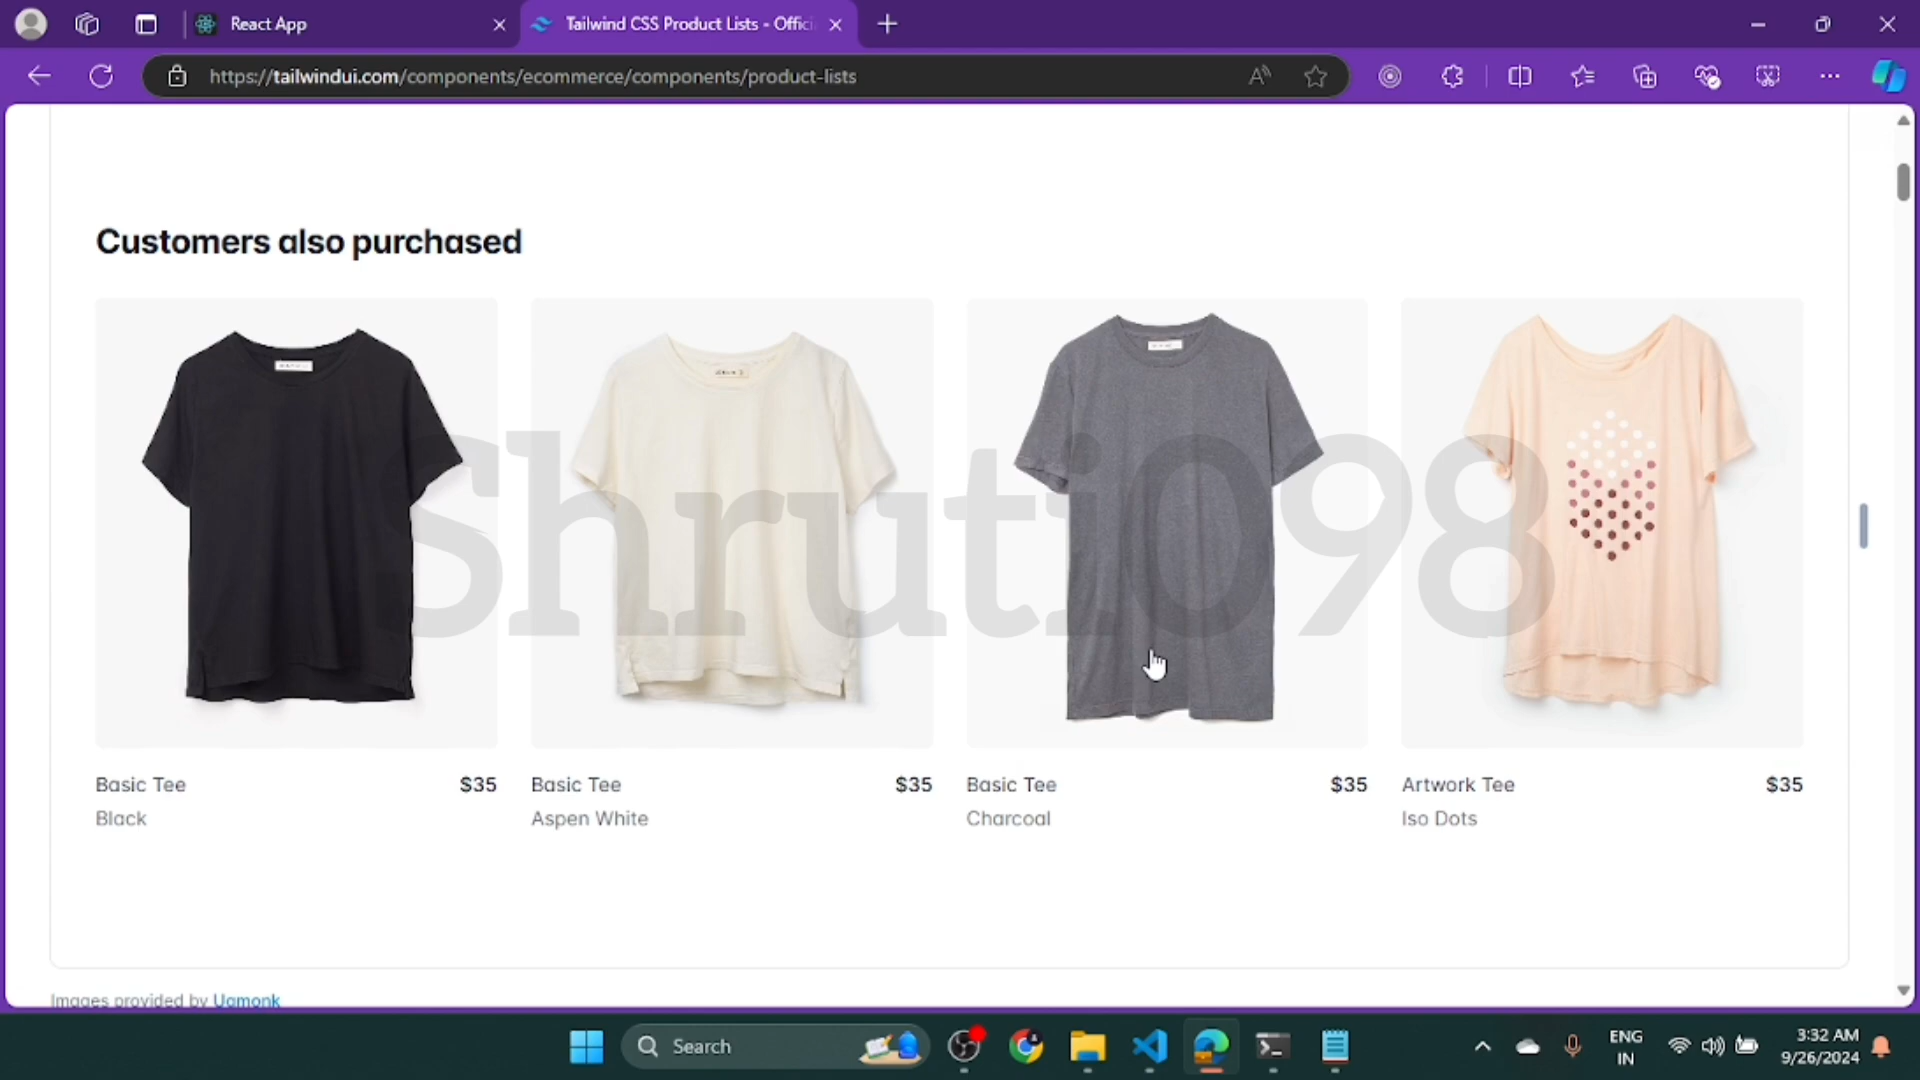 React App
Tailwind CSS Product Lists - Offici
https://tailwindui.com/components/ecommerce/components/product-lists
Customers also purchased
Shruti098
Basic Tee $35
Black
Basic Tee $35
Aspen White
Basic Tee $35
Charcoal
Artwork Tee $35
Iso Dots
Images provided by Uamonk
Search
ENG
IN
3:32 AM
9/26/2024